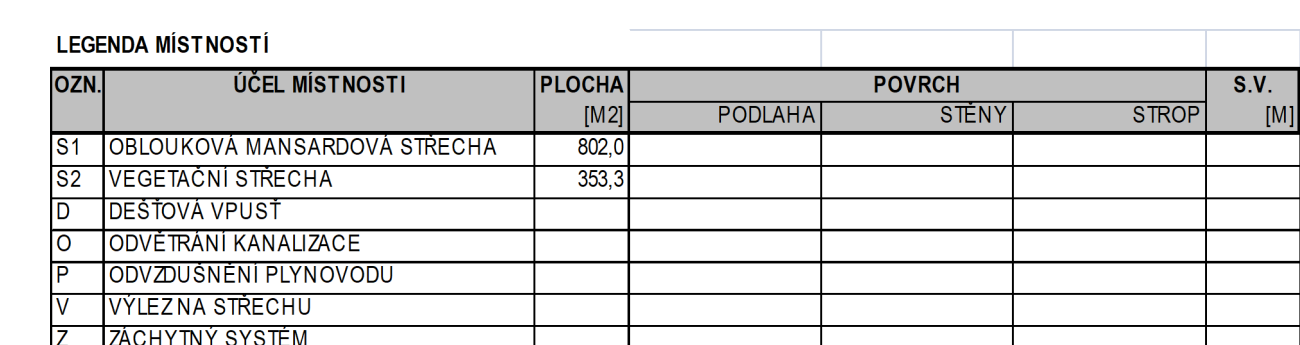 LEGENDA MÍSTNOSTÍ
OZN. ÚČEL MÍSTNOSTI PLOCHA POVRCH S.V.
[M2] PODLAHA STĚNY STROP [M]
S1 OBLOUKOVÁ MANSARDOVÁ STŘECHA 802,0
S2 VEGETAČNÍ STŘECHA 353,3
D DEŠŤOVÁ VPUSŤ
O ODVĚTRÁNÍ KANALIZACE
P ODVZDUŠNĚNÍ PLYNOVODU
V VÝLEZ NA STŘECHU
Z ZÁCHYTNÝ SYSTÉM